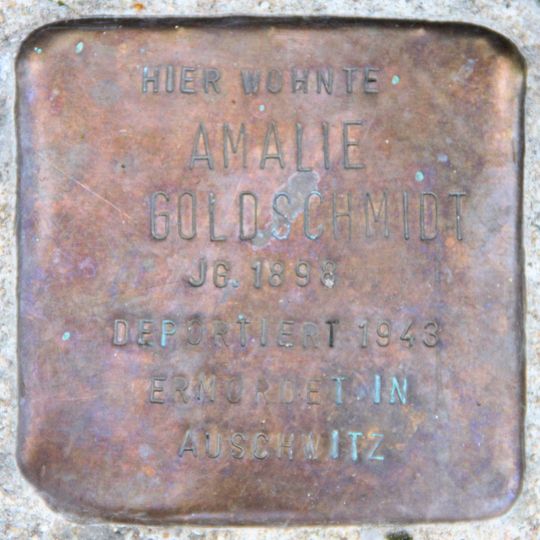 HIER WOHNTE
AMALIE
GOLDSCHMIDT
JG. 1898
DEPORTIERT 1943
ERMORDET IN
AUSCHWITZ